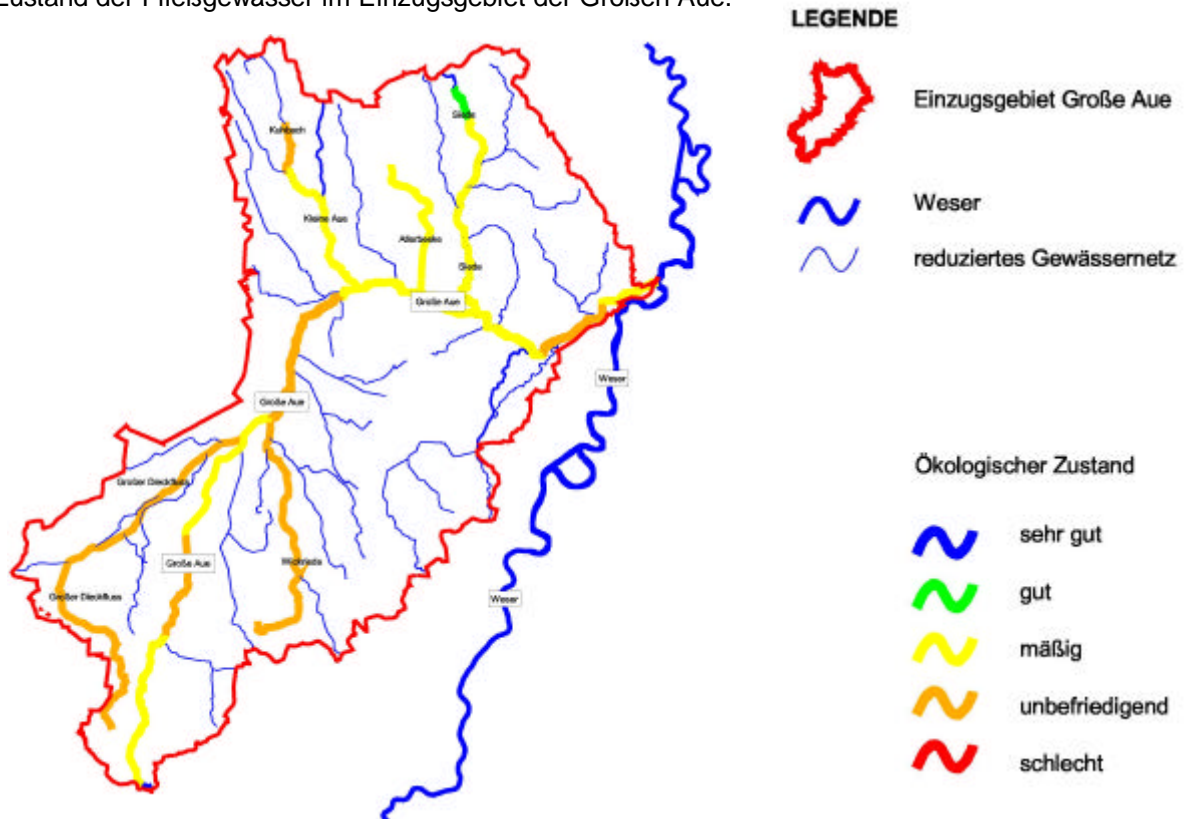 Zustand der Fließgewässer im Einzugsgebiet der Großen Aue.
LEGENDE
Einzugsgebiet Große Aue
Weser
reduziertes Gewässernetz
Ökologischer Zustand
sehr gut
gut
mäßig
unbefriedigend
schlecht
Siede
Kuhbach
Kleine Aue
Allerbeeke
Siede
Große Aue
Weser
Große Aue
Großer Dieckfluss
Große Aue
Wickriede
Großer Dieckfluss
Weser